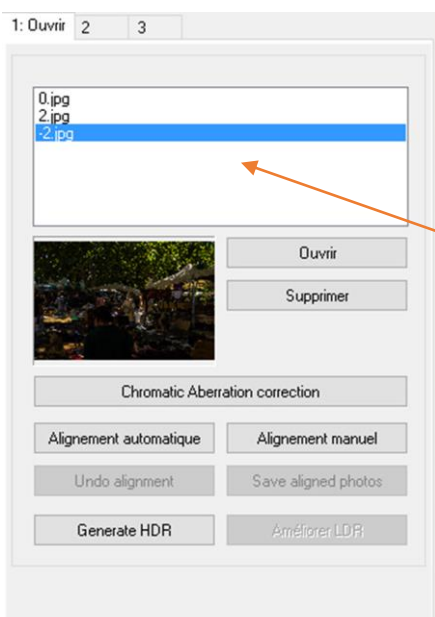 1: Ouvrir 2 3
0.jpg
2.jpg
-2.jpg
Ouvrir
Supprimer
Chromatic Aberration correction
Alignement automatique Alignement manuel
Undo alignment Save aligned photos
Generate HDR Améliorer LDR